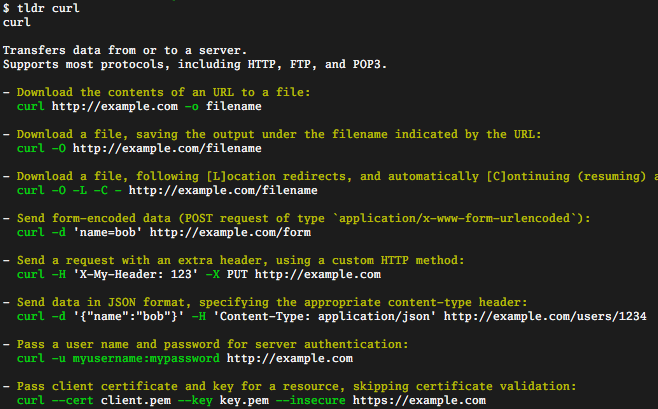 $ tldr curl
curl
Transfers data from or to a server.
Supports most protocols, including HTTP, FTP, and POP3.
- Download the contents of an URL to a file:
curl http://example.com -o filename
- Download a file, saving the output under the filename indicated by the URL:
curl -O http://example.com/filename
- Download a file, following [L]ocation redirects, and automatically [C]ontinuing (resuming) a
curl -O -L -C - http://example.com/filename
- Send form-encoded data (POST request of type `application/x-www-form-urlencoded`):
curl -d 'name=bob' http://example.com/form
- Send a request with an extra header, using a custom HTTP method:
curl -H 'X-My-Header: 123' -X PUT http://example.com
- Send data in JSON format, specifying the appropriate content-type header:
curl -d '{"name":"bob"}' -H 'Content-Type: application/json' http://example.com/users/1234
- Pass a user name and password for server authentication:
curl -u myusername:mypassword http://example.com
- Pass client certificate and key for a resource, skipping certificate validation:
curl --cert client.pem --key key.pem --insecure https://example.com